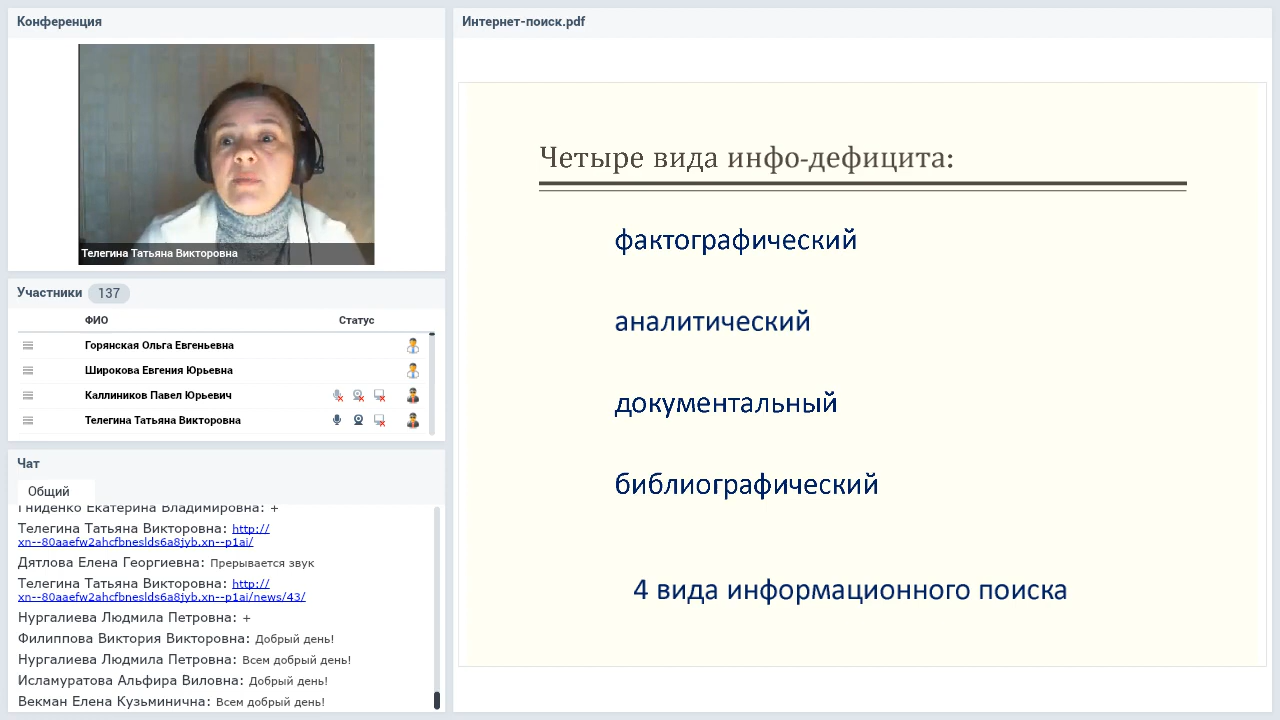 Конференция
Телегина Татьяна Викторовна
Участники 137
ФИО Статус
Горянская Ольга Евгеньевна
Широкова Евгения Юрьевна
Каллиников Павел Юрьевич
Телегина Татьяна Викторовна
Чат
Общий
Гниденко Екатерина Владимировна: +
Телегина Татьяна Викторовна: http://
xn--80aaefw2ahcfbneslds6a8jyb.xn--p1ai/
Дятлова Елена Георгиевна: Прерывается звук
Телегина Татьяна Викторовна: http://
xn--80aaefw2ahcfbneslds6a8jyb.xn--p1ai/news/43/
Нургалиева Людмила Петровна: +
Филиппова Виктория Викторовна: Добрый день!
Нургалиева Людмила Петровна: Всем добрый день!
Исламуратова Альфира Виловна: Добрый день!
Векман Елена Кузьминична: Всем добрый день!
Интернет-поиск.pdf
Четыре вида инфо-дефицита:
фактографический
аналитический
документальный
библиографический
4 вида информационного поиска